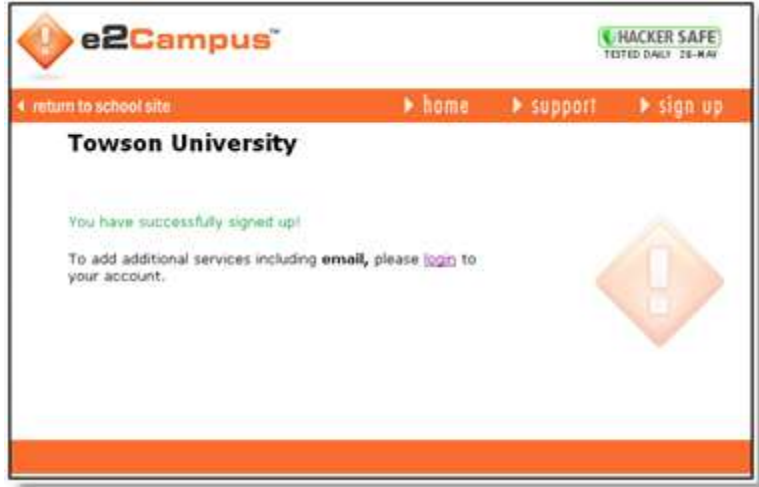 e2Campus™
HACKER SAFE
TESTED DAILY 28-MAY
return to school site
home
support
sign up
Towson University
You have successfully signed up!
To add additional services including email, please login to
your account.